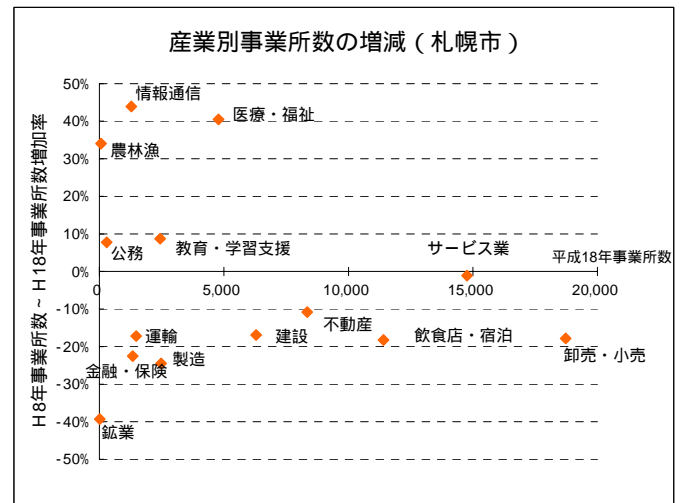 産業別事業所数の増減（札幌市）
H8年事業所数～H18年事業所数増加率
50%
40%
30%
20%
10%
0%
-10%
-20%
-30%
-40%
-50%
0
5,000
10,000
15,000
20,000
平成18年事業所数
情報通信
医療・福祉
農林漁
公務
教育・学習支援
サービス業
運輸
建設
不動産
飲食店・宿泊
卸売・小売
金融・保険
製造
鉱業